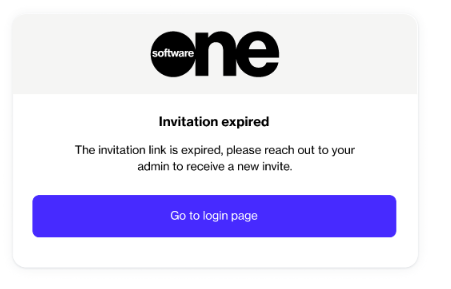 software one
Invitation expired
The invitation link is expired, please reach out to your
admin to receive a new invite.
Go to login page